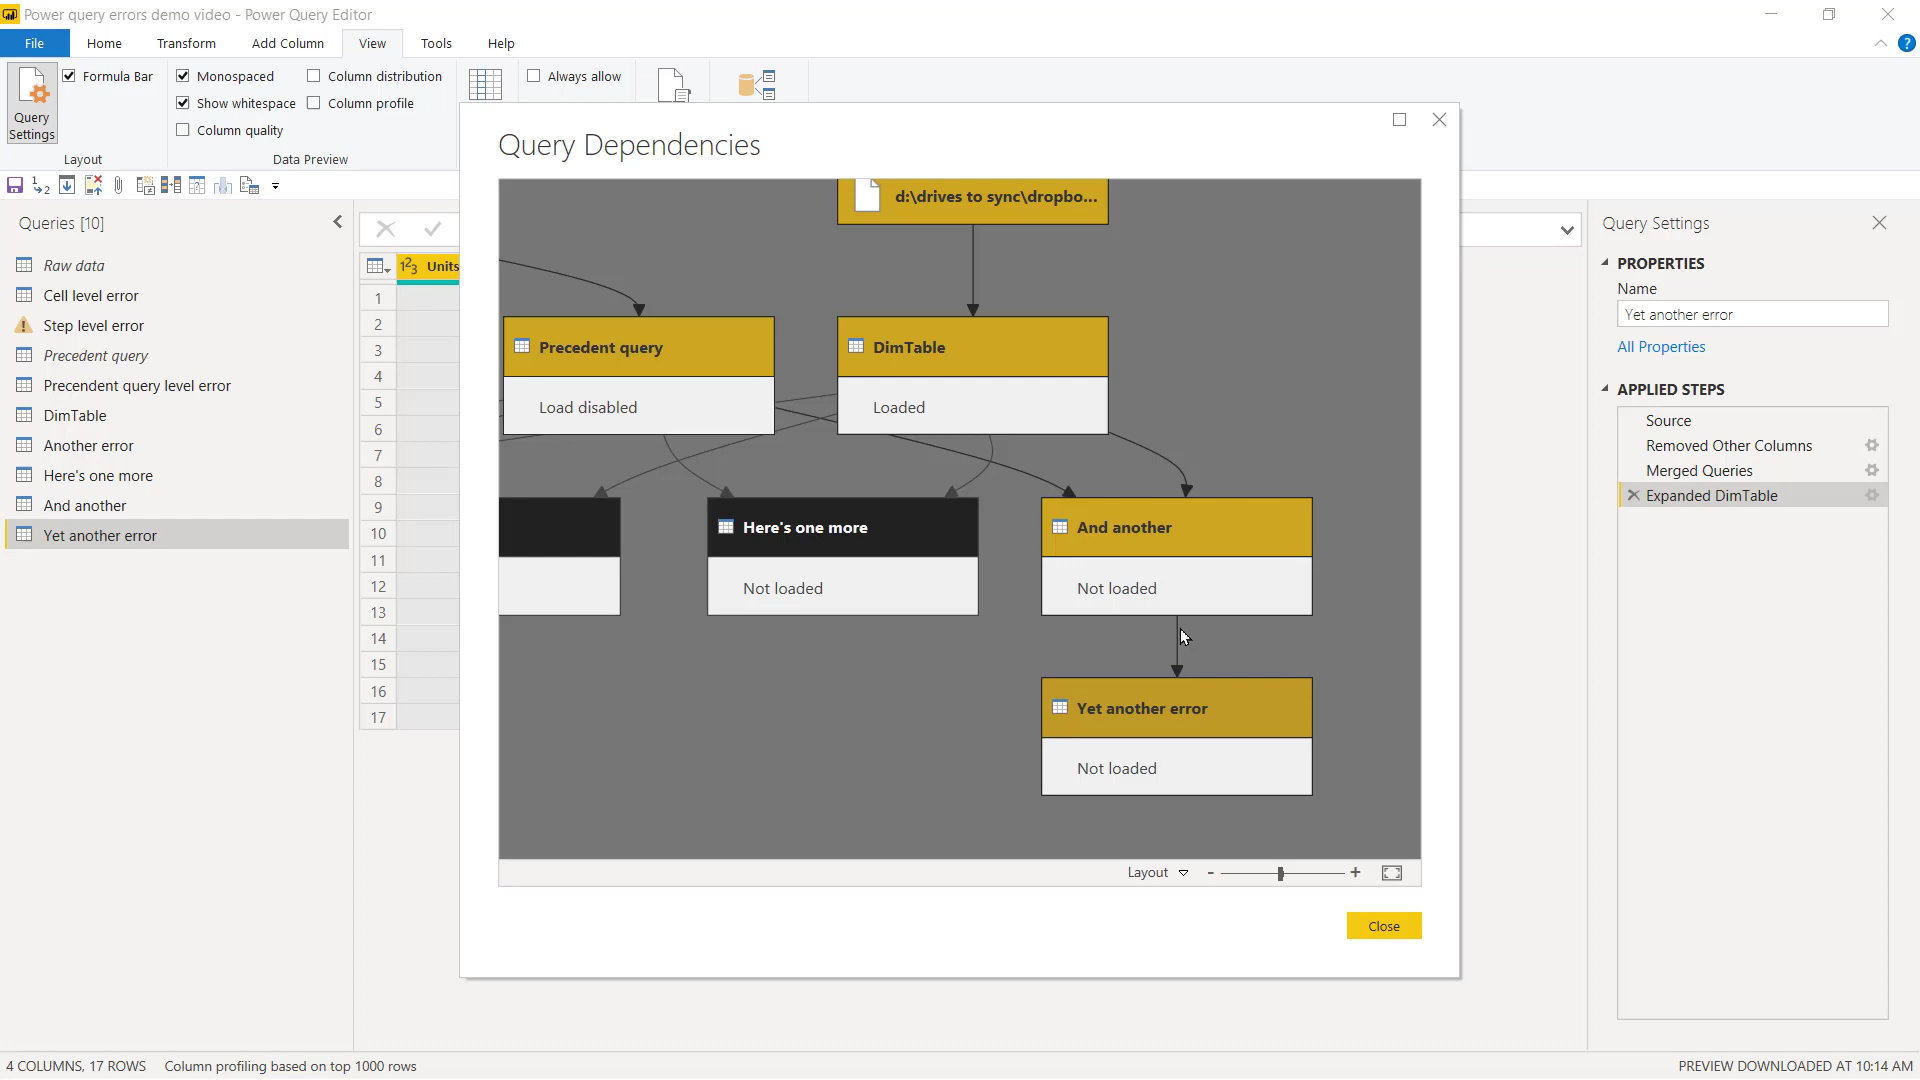 Power query errors demo video - Power Query Editor
File
Home
Transform
Add Column
View
Tools
Help
?
Query
Settings
Formula Bar
Layout
Monospaced
Show whitespace
Column quality
Column distribution
Column profile
Data Preview
Always allow
Queries [10]
Raw data
Cell level error
Step level error
Precedent query
Precendent query level error
DimTable
Another error
Here's one more
And another
Yet another error
1²3 Units
1
2
3
4
5
6
7
8
9
10
11
12
13
14
15
16
17
Query Dependencies
d:\drives to sync\dropbo...
Precedent query
Load disabled
DimTable
Loaded
Here's one more
Not loaded
And another
Not loaded
Yet another error
Not loaded
Layout
-
+
Close
Query Settings
PROPERTIES
Name
Yet another error
All Properties
APPLIED STEPS
Source
Removed Other Columns
Merged Queries
Expanded DimTable
4 COLUMNS, 17 ROWS
Column profiling based on top 1000 rows
PREVIEW DOWNLOADED AT 10:14 AM